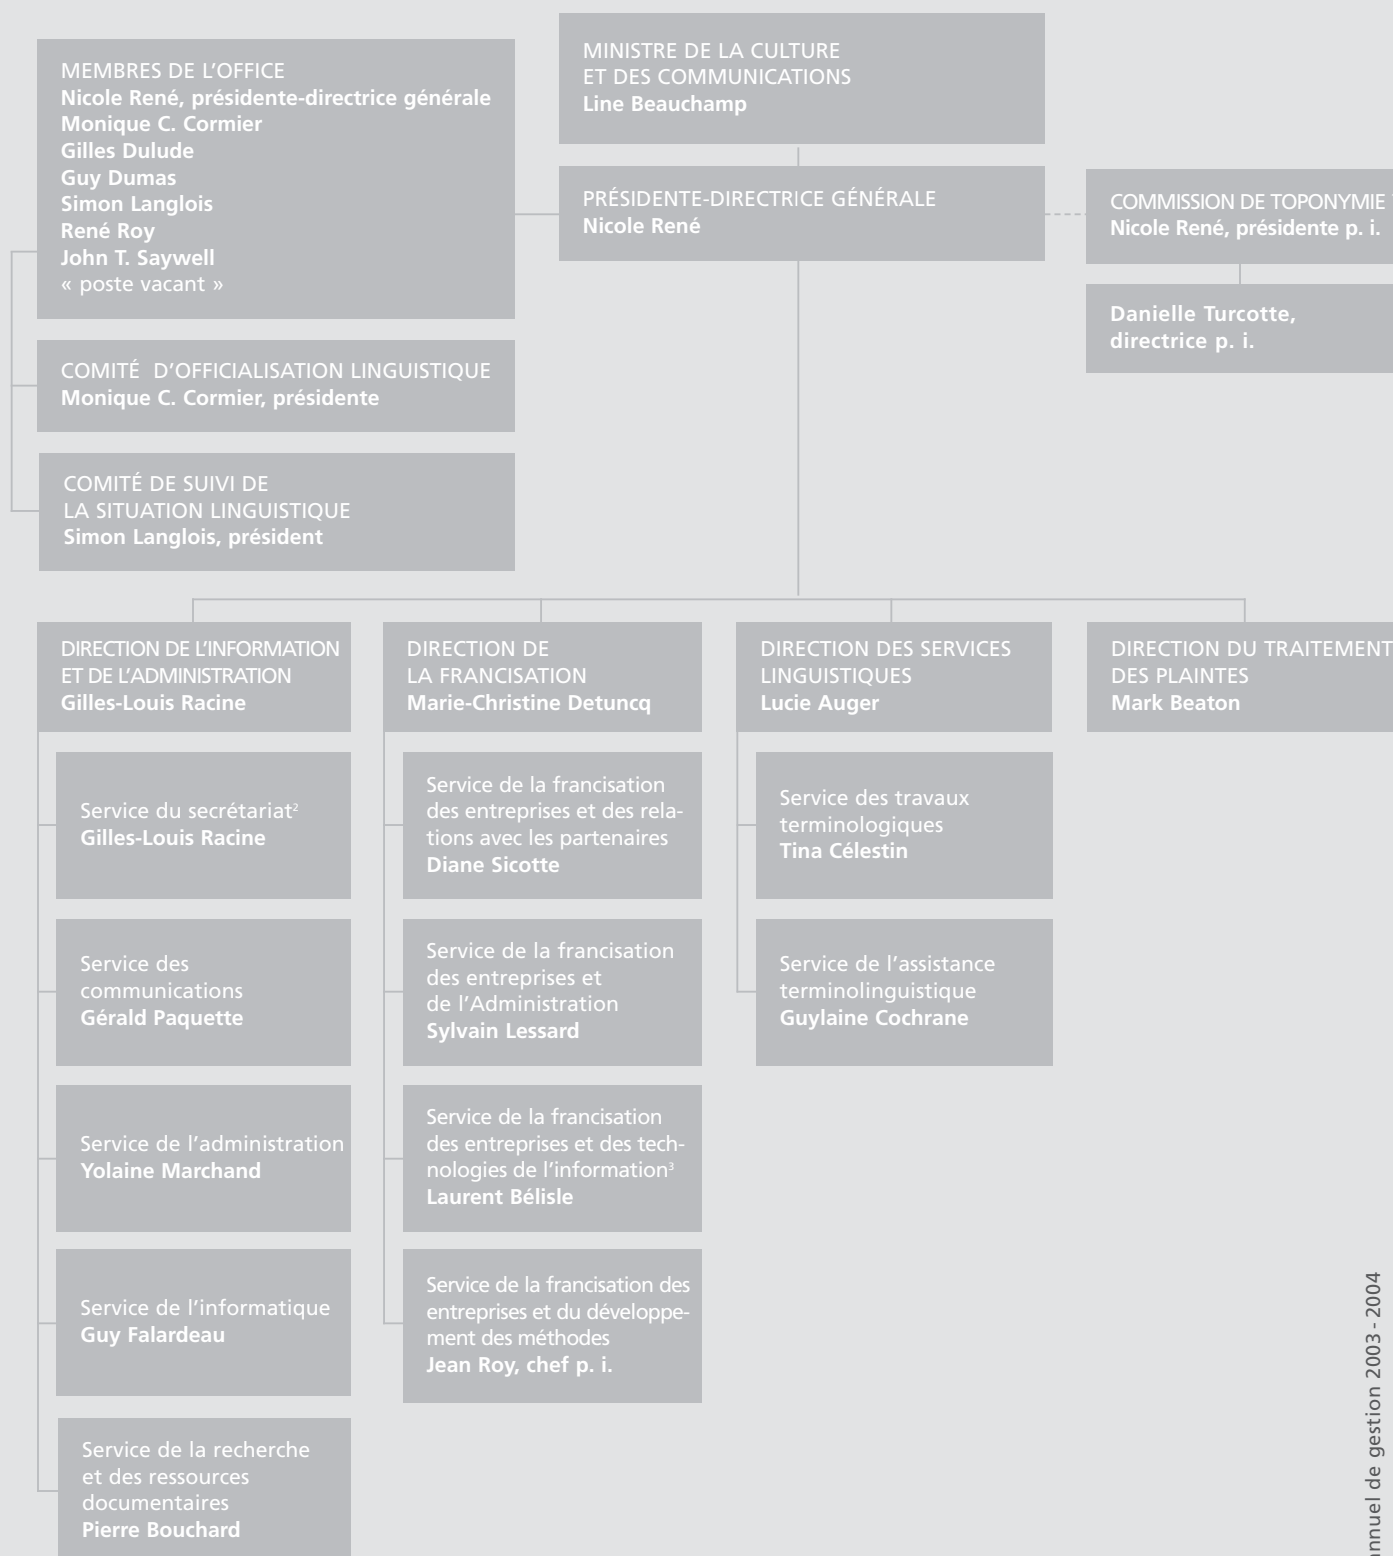 MEMBRES DE L’OFFICE
Nicole René, présidente-directrice générale
Monique C. Cormier
Gilles Dulude
Guy Dumas
Simon Langlois
René Roy
John T. Saywell
« poste vacant »
MINISTRE DE LA CULTURE
ET DES COMMUNICATIONS
Line Beauchamp
PRÉSIDENTE-DIRECTRICE GÉNÉRALE
Nicole René
COMMISSION DE TOPONYMIE
Nicole René, présidente p. i.
Danielle Turcotte,
directrice p. i.
COMITÉ D’OFFICIALISATION LINGUISTIQUE
Monique C. Cormier, présidente
COMITÉ DE SUIVI DE
LA SITUATION LINGUISTIQUE
Simon Langlois, président
DIRECTION DE L’INFORMATION
ET DE L’ADMINISTRATION
Gilles-Louis Racine
Service du secrétariat²
Gilles-Louis Racine
Service des
communications
Gérald Paquette
Service de l’administration
Yolaine Marchand
Service de l’informatique
Guy Falardeau
Service de la recherche
et des ressources
documentaires
Pierre Bouchard
DIRECTION DE
LA FRANCISATION
Marie-Christine Detuncq
Service de la francisation
des entreprises et des rela-
tions avec les partenaires
Diane Sicotte
Service de la francisation
des entreprises et
de l’Administration
Sylvain Lessard
Service de la francisation
des entreprises et des tech-
nologies de l’information³
Laurent Bélisle
Service de la francisation des
entreprises et du développe-
ment des méthodes
Jean Roy, chef p. i.
DIRECTION DES SERVICES
LINGUISTIQUES
Lucie Auger
Service des travaux
terminologiques
Tina Célestin
Service de l’assistance
terminolinguistique
Guylaine Cochrane
DIRECTION DU TRAITEMENT
DES PLAINTES
Mark Beaton
annuel de gestion 2003 - 2004